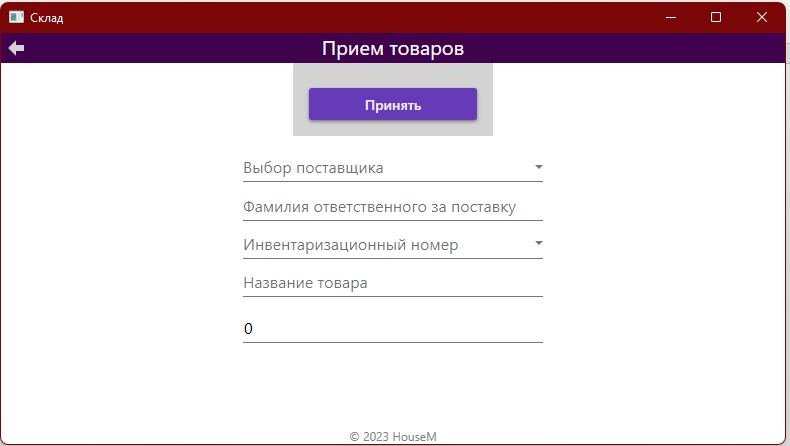 Склад
Прием товаров
Принять
Выбор поставщика
Фамилия ответственного за поставку
Инвентаризационный номер
Название товара
0
© 2023 HouseM